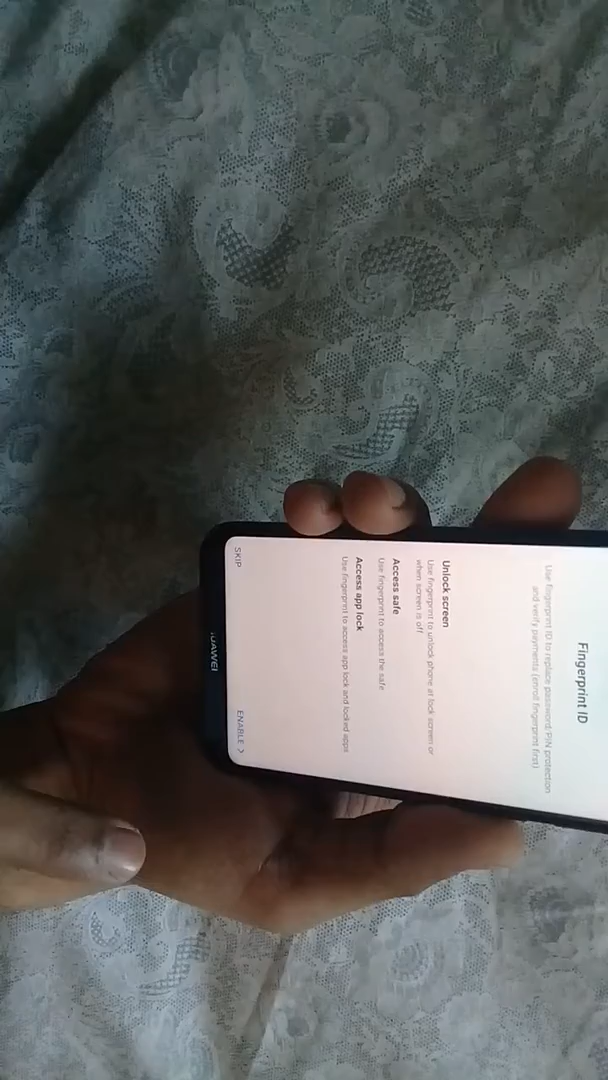 Fingerprint ID
Use fingerprint ID to replace password/PIN protection
and verify payments (enroll fingerprint first)
Unlock screen
Use fingerprint to unlock phone at lock screen or
when screen is off
Access safe
Use fingerprint to access the safe
Access app lock
Use fingerprint to access app lock and locked apps
SKIP
ENABLE >
HUAWEI